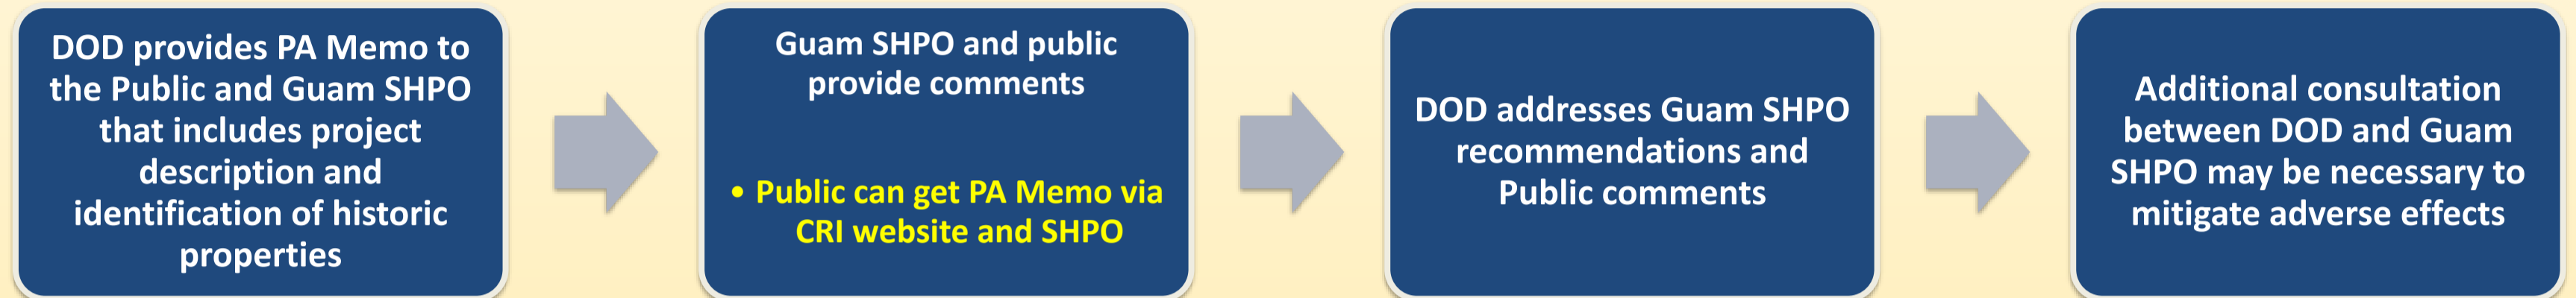 DOD provides PA Memo to
the Public and Guam SHPO
that includes project
description and
identification of historic
properties
Guam SHPO and public
provide comments
• Public can get PA Memo via
CRI website and SHPO
DOD addresses Guam SHPO
recommendations and
Public comments
Additional consultation
between DOD and Guam
SHPO may be necessary to
mitigate adverse effects